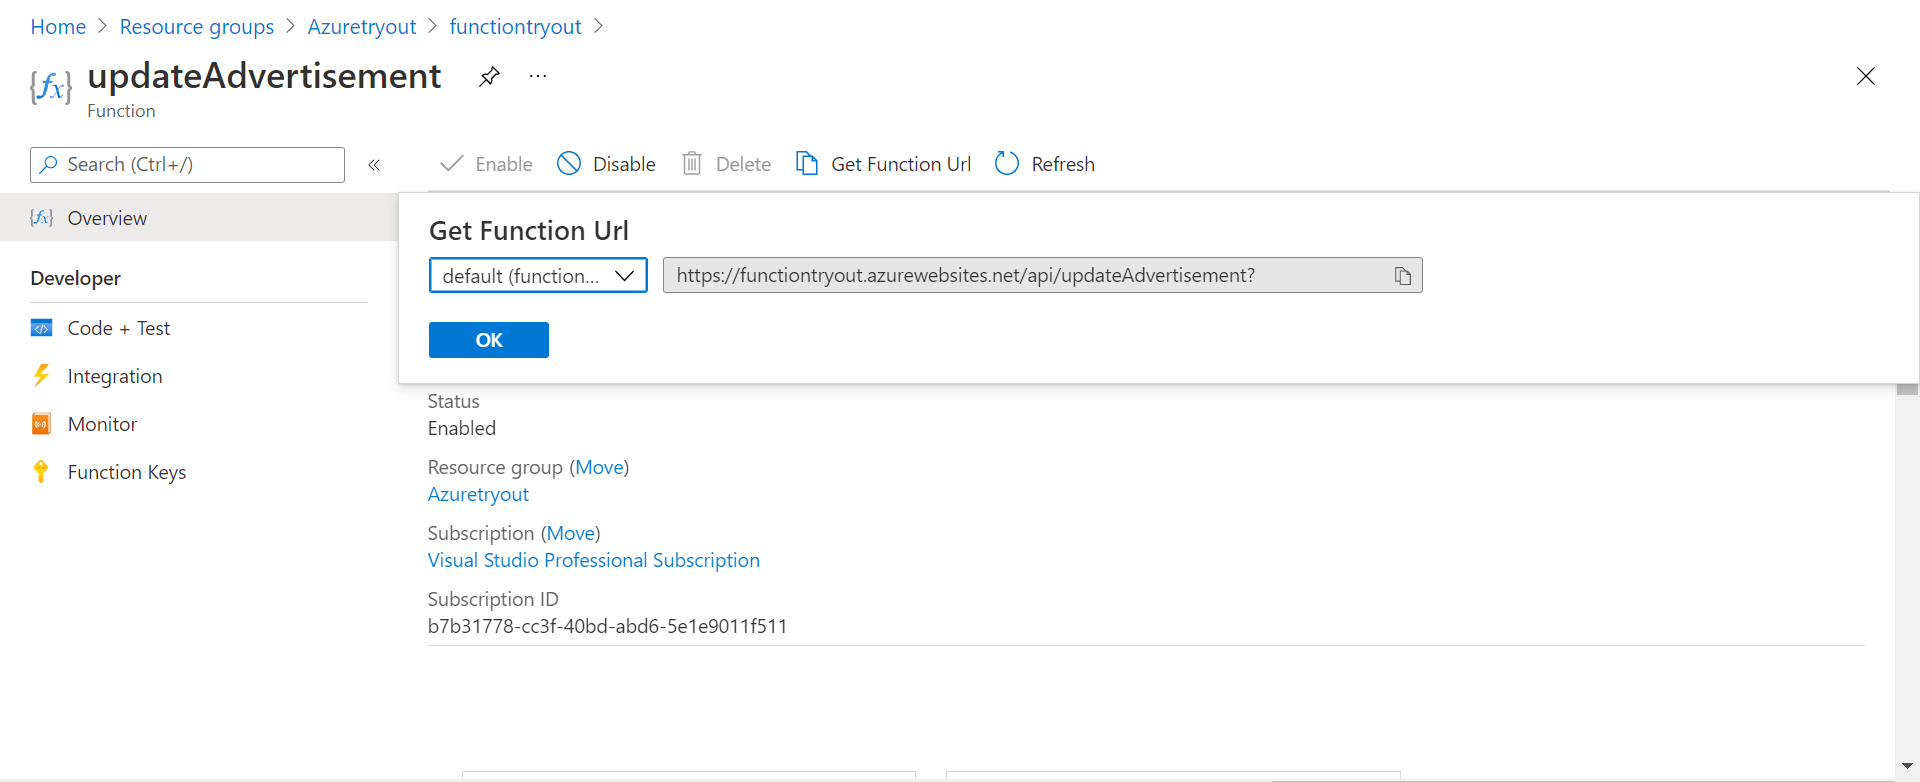 Home > Resource groups > Azuretryout > functiontryout >
{fx} updateAdvertisement ...
Function
Search (Ctrl+/) «
Enable Disable Delete Get Function Url Refresh
{fx} Overview
Developer
Code + Test
Integration
Monitor
Function Keys
Get Function Url
default (function... https://functiontryout.azurewebsites.net/api/updateAdvertisement?
OK
Status
Enabled
Resource group (Move)
Azuretryout
Subscription (Move)
Visual Studio Professional Subscription
Subscription ID
b7b31778-cc3f-40bd-abd6-5e1e9011f511